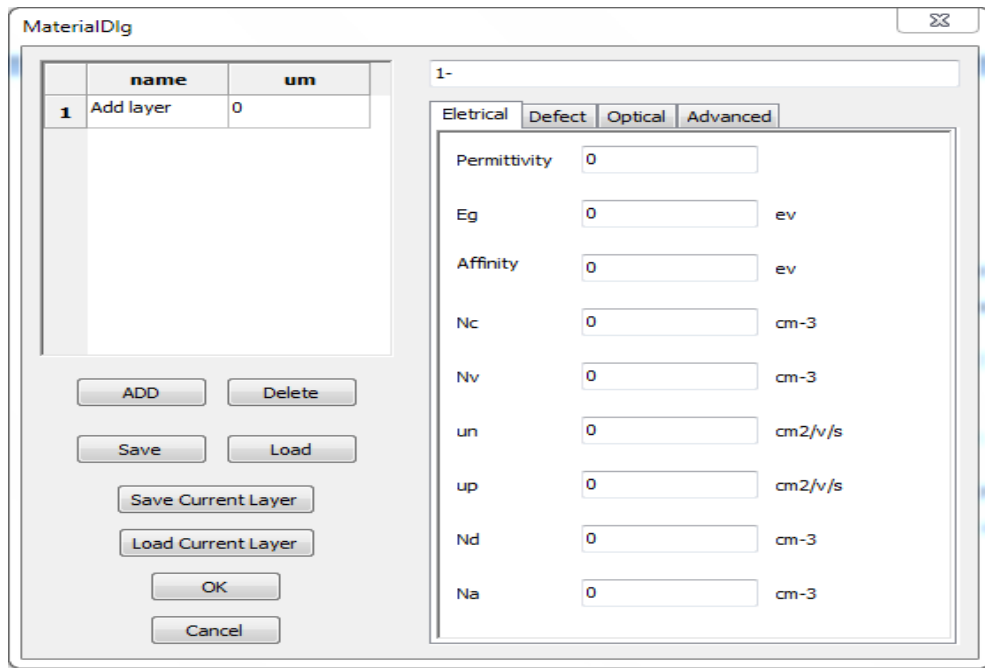 MaterialDlg
name um
1 Add layer 0
ADD Delete
Save Load
Save Current Layer
Load Current Layer
OK
Cancel
1-
Eletrical Defect Optical Advanced
Permittivity 0
Eg 0 ev
Affinity 0 ev
Nc 0 cm-3
Nv 0 cm-3
un 0 cm2/v/s
up 0 cm2/v/s
Nd 0 cm-3
Na 0 cm-3